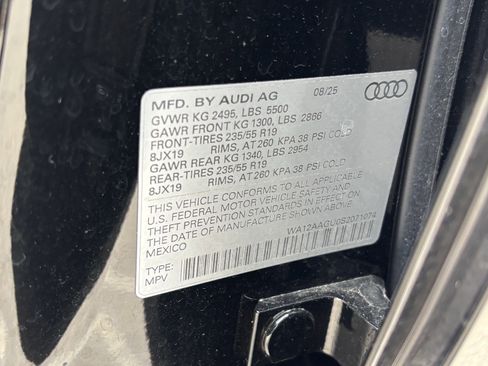 MFD. BY AUDI AG 08/25
GVWR KG 2495, LBS 5500
GAWR FRONT KG 1300, LBS 2866
FRONT-TIRES 235/55 R19
8JX19 RIMS, AT 260 KPA 38 PSI COLD
GAWR REAR KG 1340, LBS 2954
REAR-TIRES 235/55 R19
8JX19 RIMS, AT 260 KPA 38 PSI COLD
THIS VEHICLE CONFORMS TO ALL APPLICABLE
U.S. FEDERAL MOTOR VEHICLE SAFETY AND
THEFT PREVENTION STANDARDS IN EFFECT ON
THE DATE OF MANUFACTURE SHOWN ABOVE.
MEXICO
WA12AAGU0S2071074
TYPE:
MPV